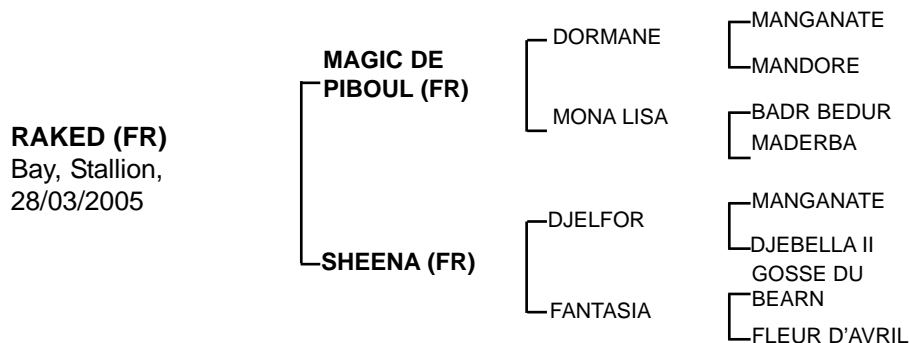 RAKED (FR)
Bay, Stallion,
28/03/2005
MAGIC DE
PIBOUL (FR)
SHEENA (FR)
DORMANE
MONA LISA
DJELFOR
FANTASIA
MANGANATE
MANDORE
BADR BEDUR
MADERBA
MANGANATE
DJEBELLA II
GOSSE DU
BEARN
FLEUR D'AVRIL